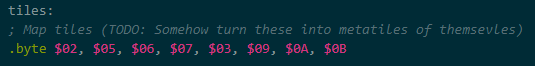 tiles:
; Map tiles (TODO: Somehow turn these into metatiles of themsevles)
.byte $02, $05, $06, $07, $03, $09, $0A, $0B